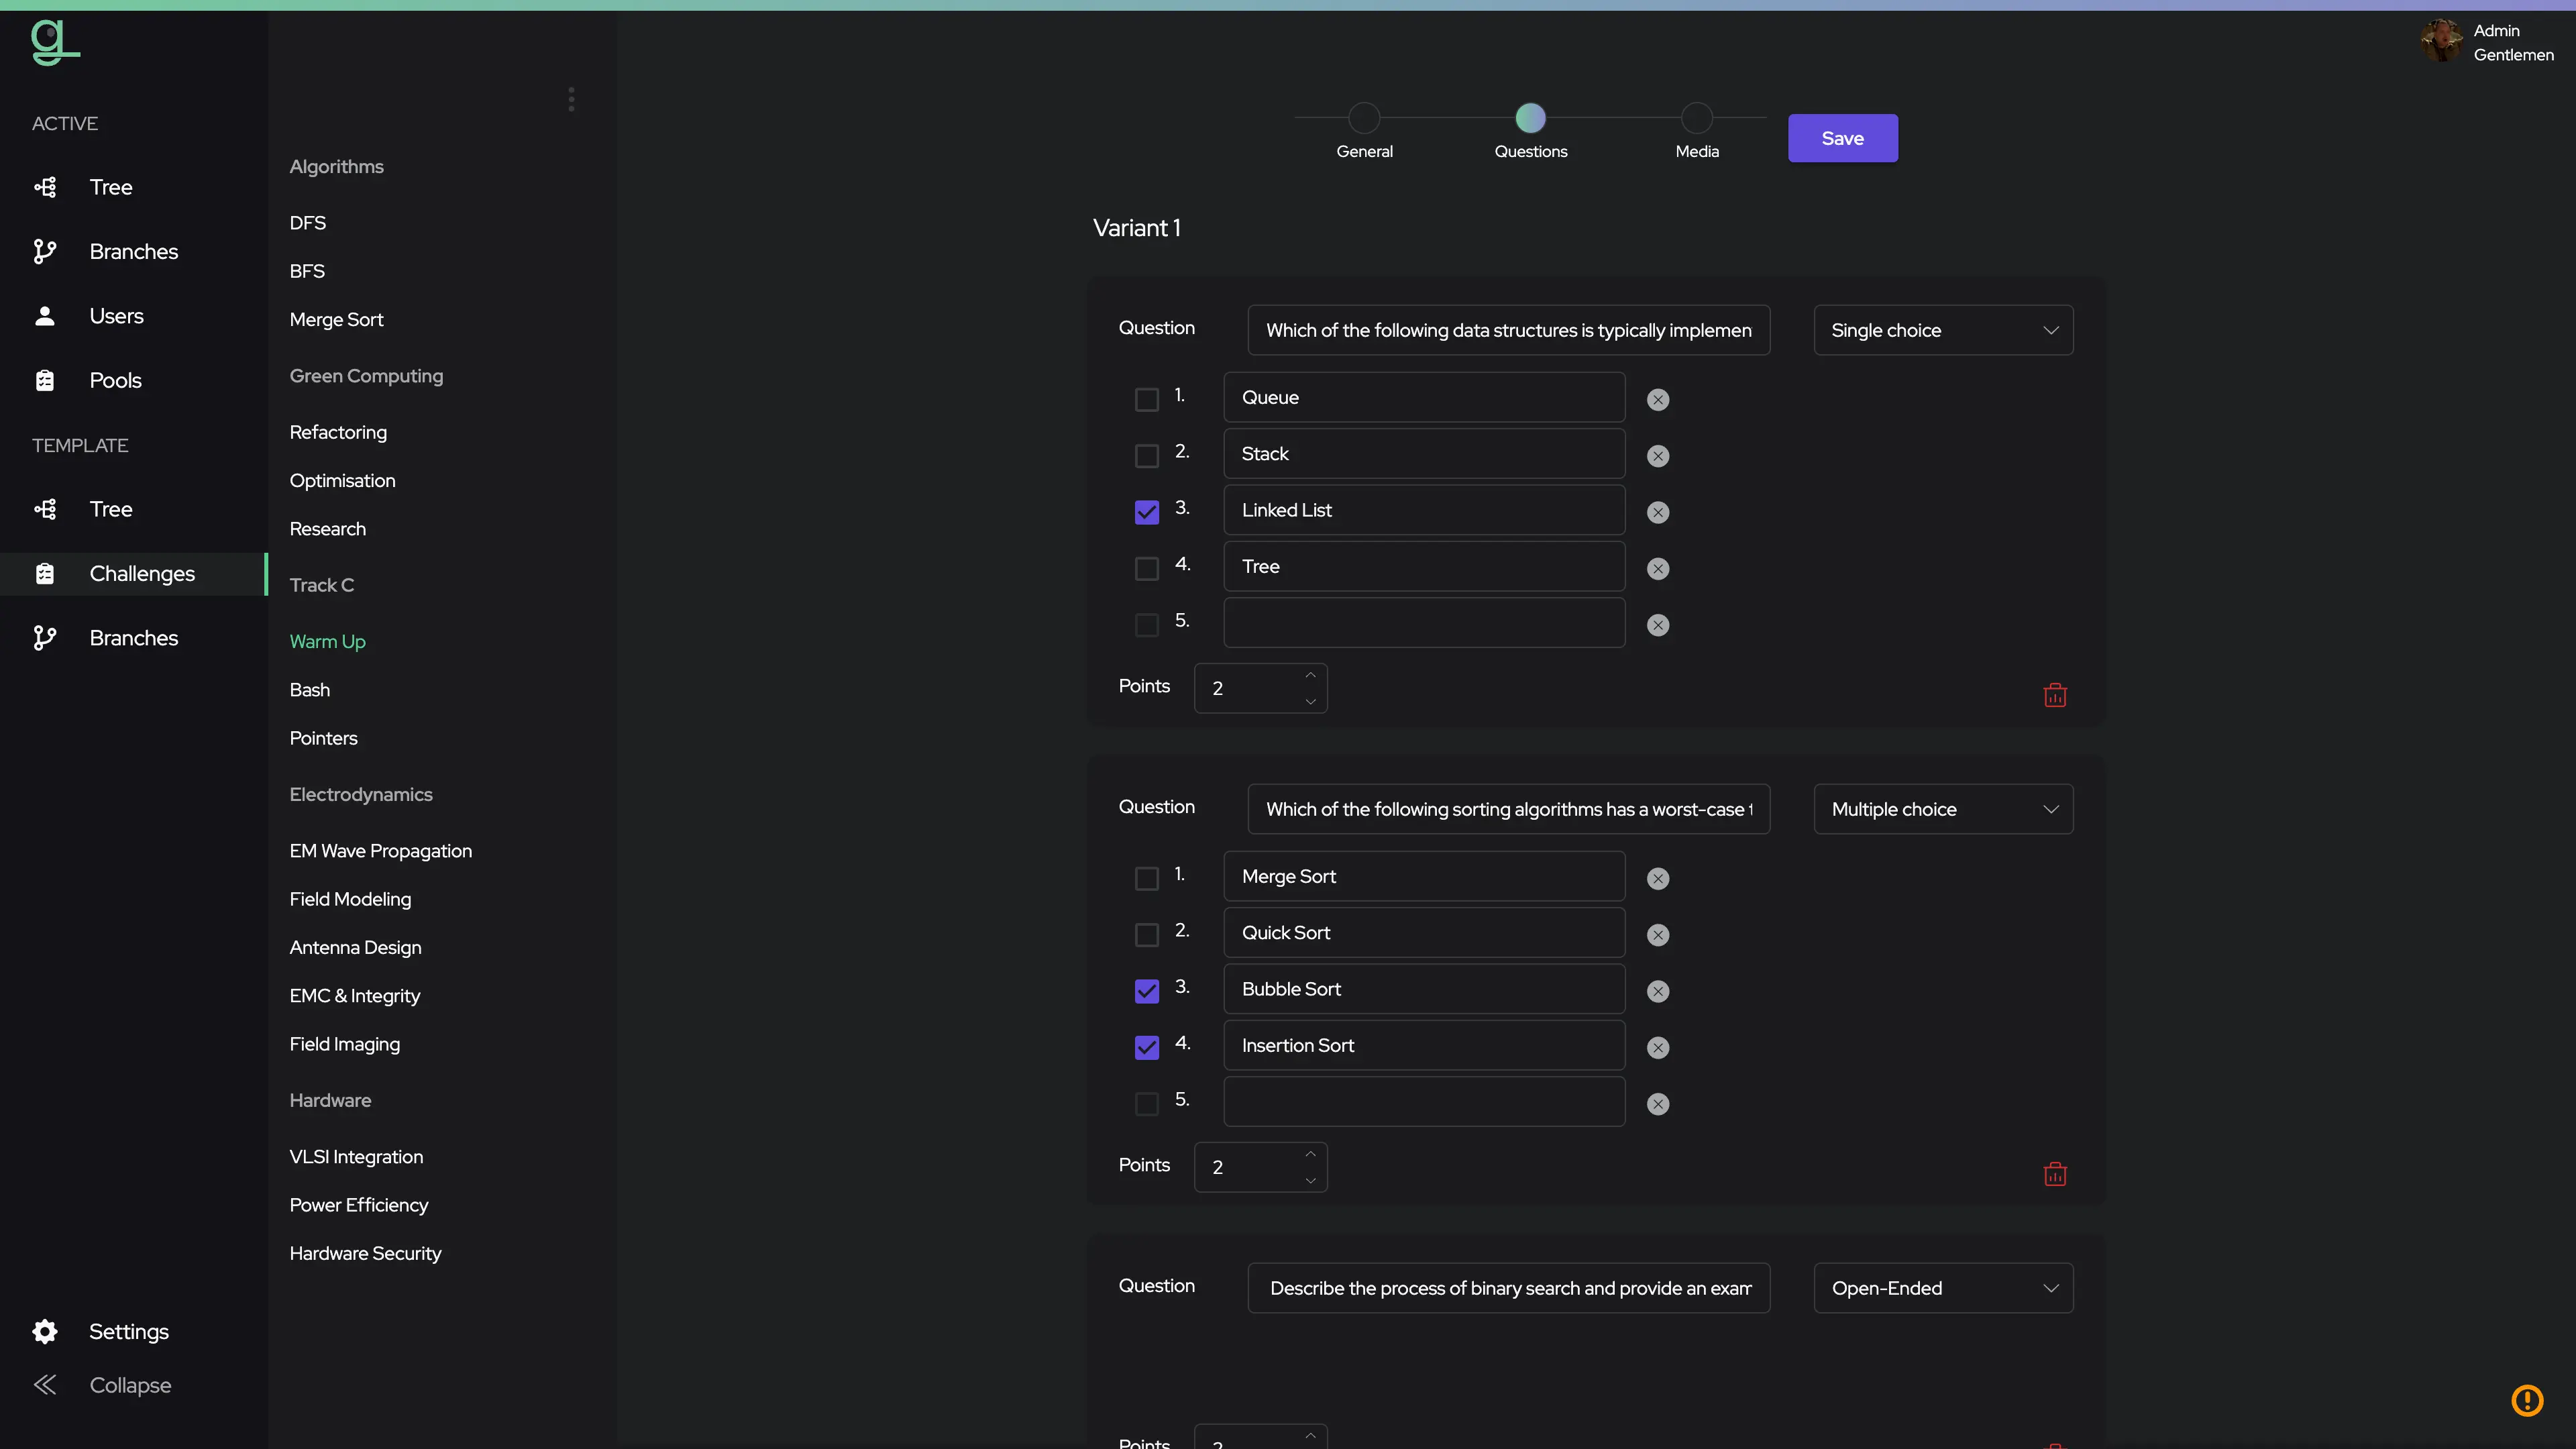 Admin
Gentlemen
ACTIVE
Tree
Branches
Users
Pools
TEMPLATE
Tree
Challenges
Branches
Settings
Collapse
Algorithms
DFS
BFS
Merge Sort
Green Computing
Refactoring
Optimisation
Research
Track C
Warm Up
Bash
Pointers
Electrodynamics
EM Wave Propagation
Field Modeling
Antenna Design
EMC & Integrity
Field Imaging
Hardware
VLSI Integration
Power Efficiency
Hardware Security
General
Questions
Media
Save
Variant 1
Question
Which of the following data structures is typically implemen
Single choice
1. Queue
2. Stack
3. Linked List
4. Tree
5.
Points 2
Question
Which of the following sorting algorithms has a worst-case
Multiple choice
1. Merge Sort
2. Quick Sort
3. Bubble Sort
4. Insertion Sort
5.
Points 2
Question
Describe the process of binary search and provide an exam
Open-Ended
Points 2